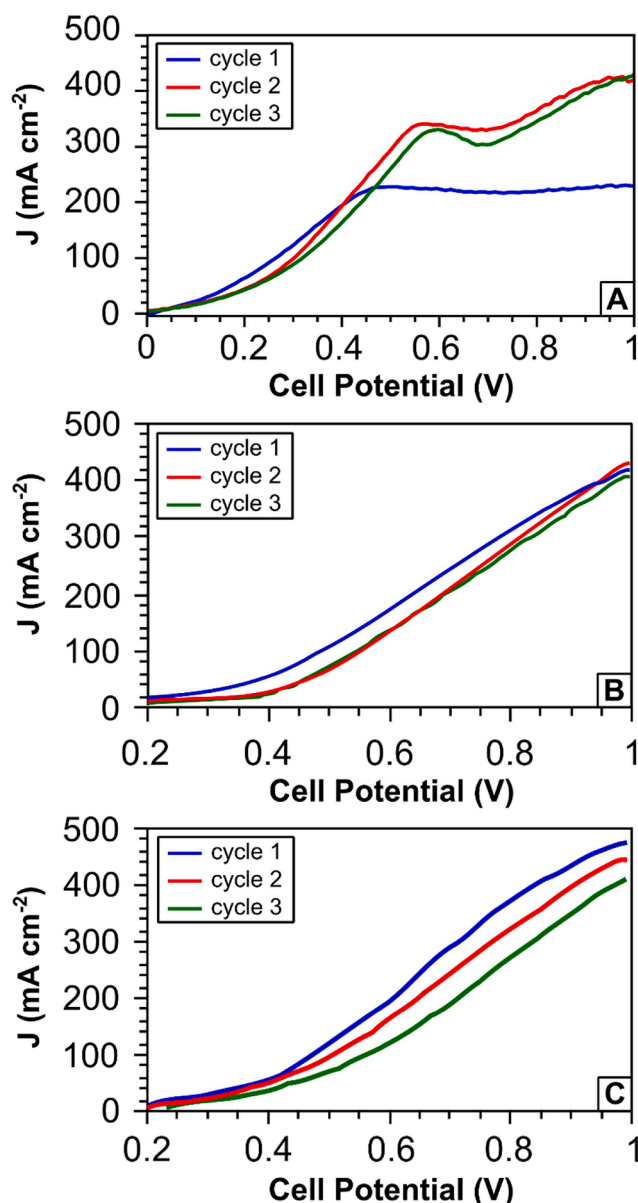 500
400
300
200
100
0
J (mA cm-2)
cycle 1
cycle 2
cycle 3
A
0 0.2 0.4 0.6 0.8 1
Cell Potential (V)
500
400
300
200
100
0
J (mA cm-2)
cycle 1
cycle 2
cycle 3
B
0.2 0.4 0.6 0.8 1
Cell Potential (V)
500
400
300
200
100
0
J (mA cm-2)
cycle 1
cycle 2
cycle 3
C
0.2 0.4 0.6 0.8 1
Cell Potential (V)